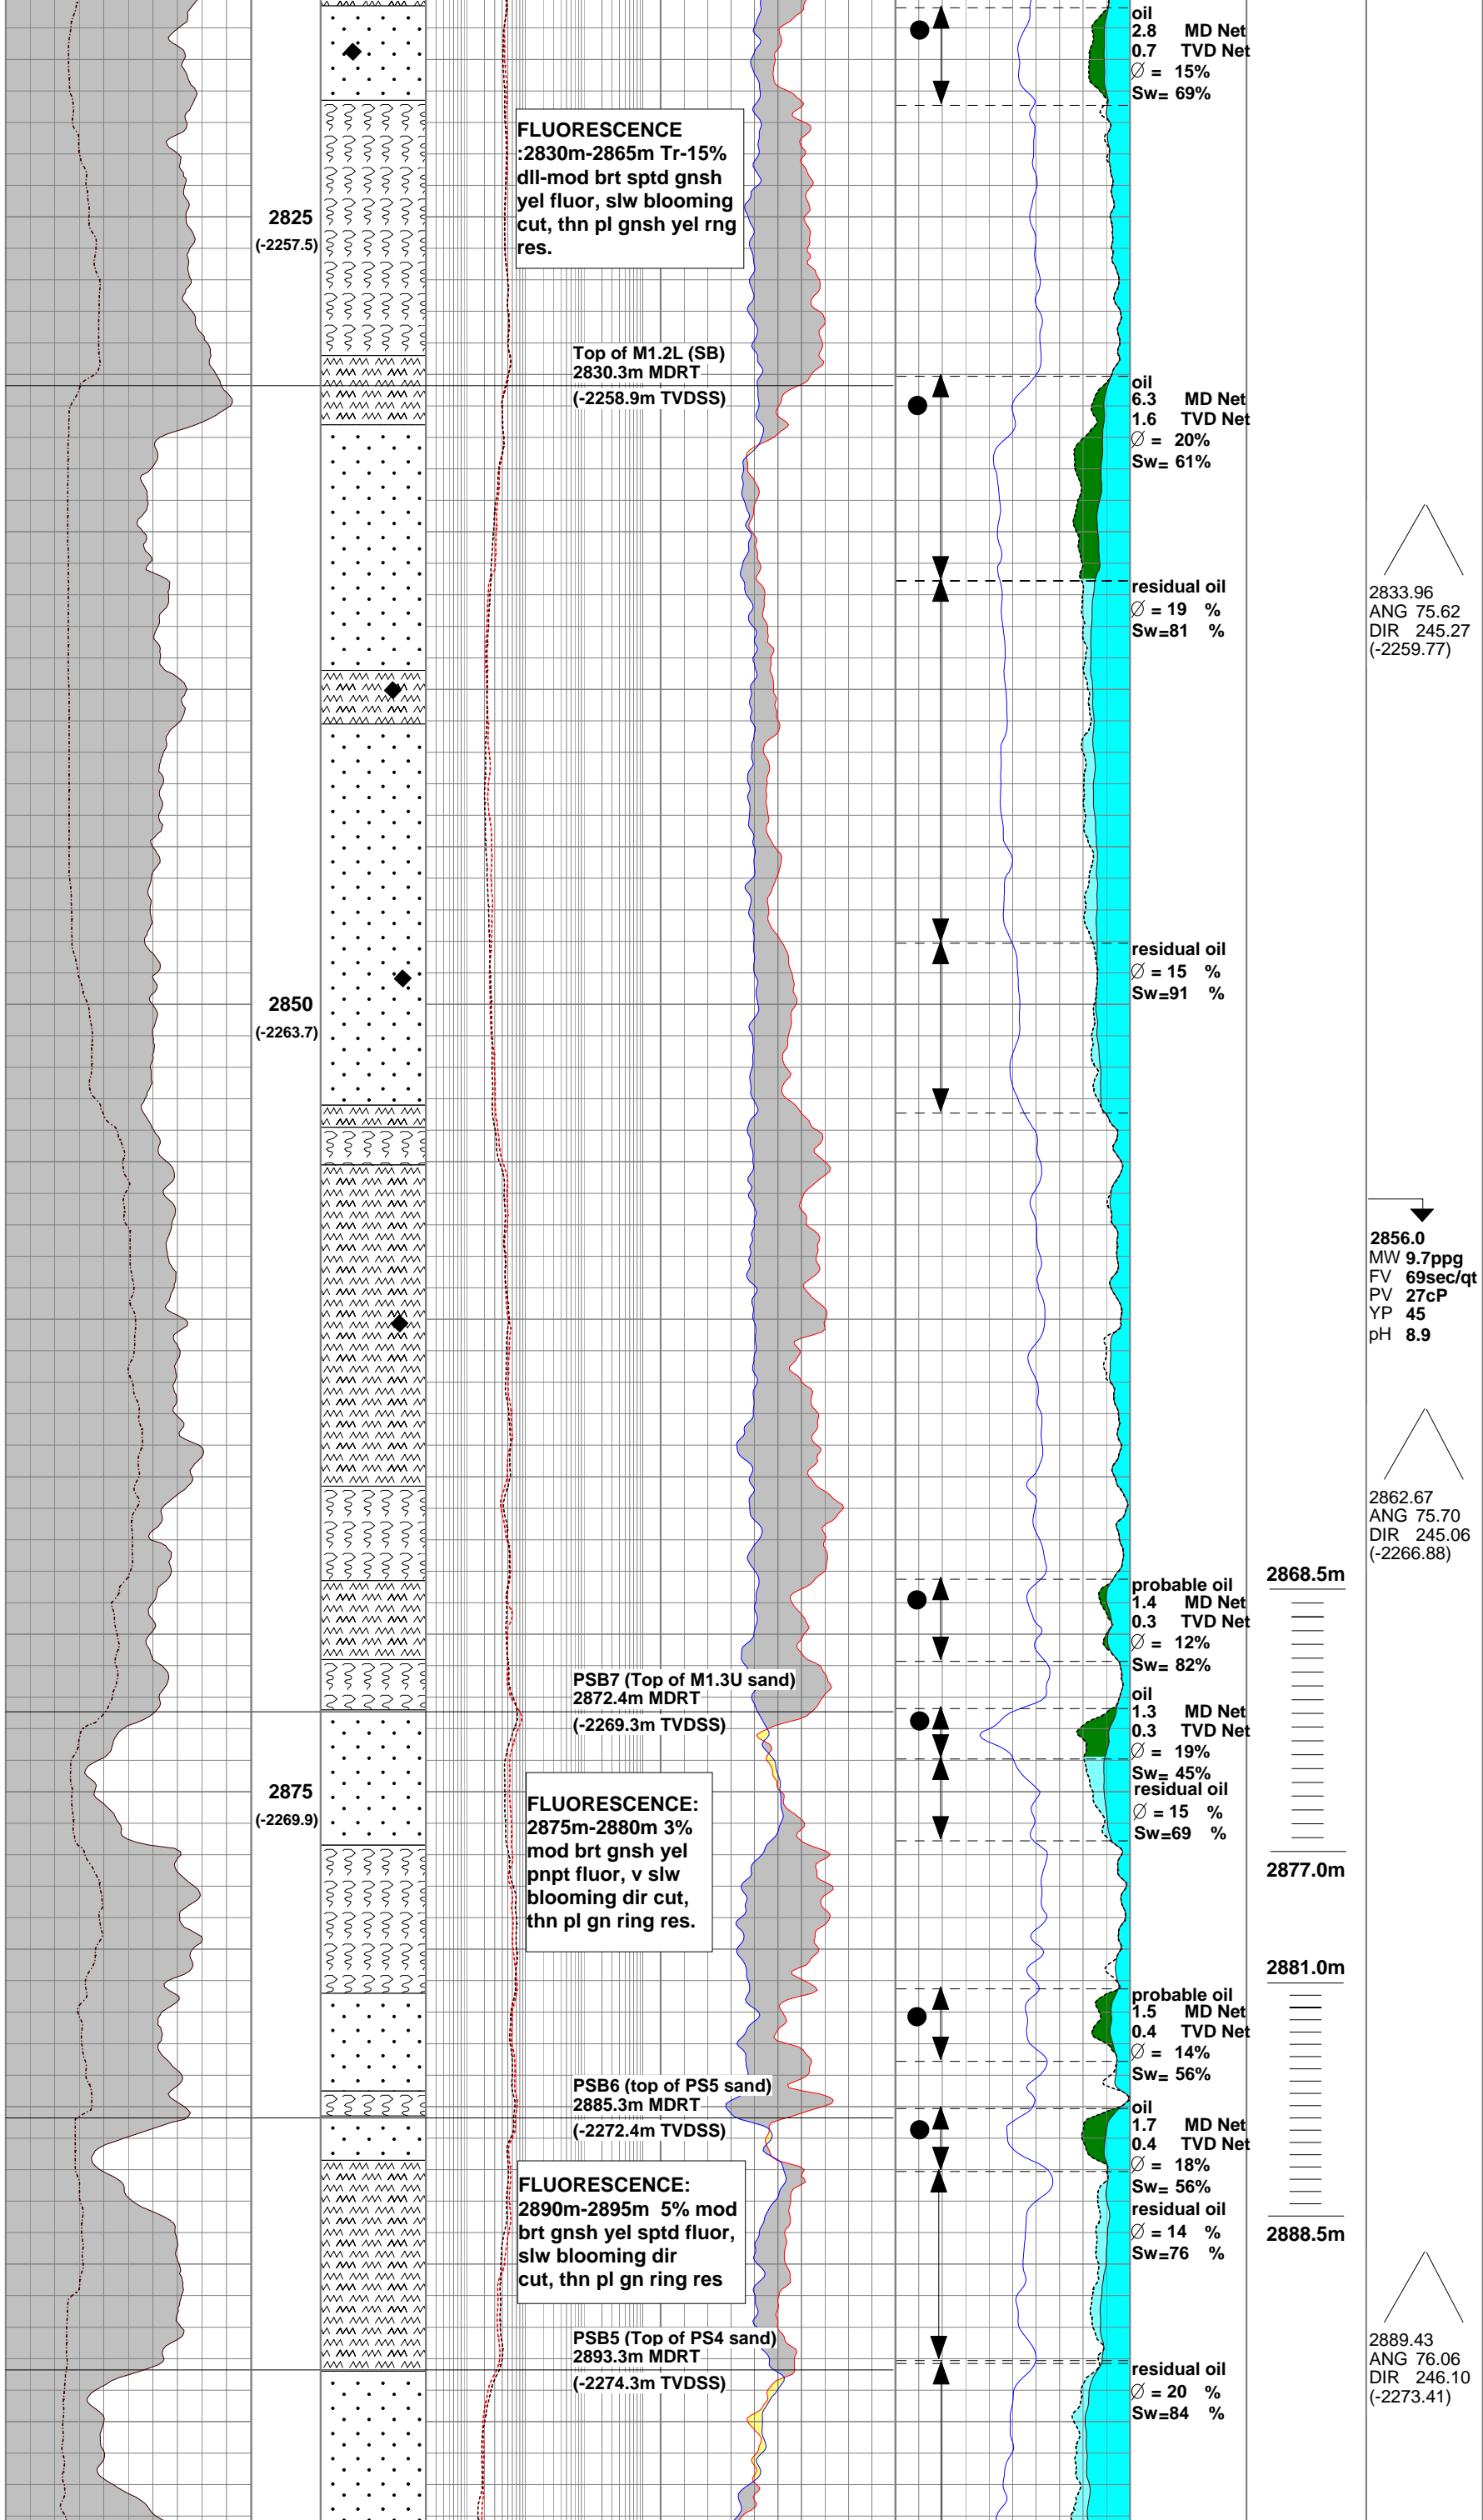 oil
2.8 MD Net
0.7 TVD Net
∅ = 15%
Sw= 69%
FLUORESCENCE
:2830m-2865m Tr-15%
dll-mod brt sptd gnsh
yel fluor, slw blooming
cut, thn pl gnsh yel rng
res.
2825
(-2257.5)
Top of M1.2L (SB)
2830.3m MDRT
(-2258.9m TVDSS)
oil
6.3 MD Net
1.6 TVD Net
∅ = 20%
Sw= 61%
residual oil
∅ = 19 %
Sw=81 %
2833.96
ANG 75.62
DIR 245.27
(-2259.77)
residual oil
∅ = 15 %
Sw=91 %
2850
(-2263.7)
2856.0
MW 9.7ppg
FV 69sec/qt
PV 27cP
YP 45
pH 8.9
2862.67
ANG 75.70
DIR 245.06
(-2266.88)
2868.5m
probable oil
1.4 MD Net
0.3 TVD Net
∅ = 12%
Sw= 82%
PSB7 (Top of M1.3U sand)
2872.4m MDRT
(-2269.3m TVDSS)
oil
1.3 MD Net
0.3 TVD Net
∅ = 19%
Sw= 45%
residual oil
∅ = 15 %
Sw=69 %
2875
(-2269.9)
FLUORESCENCE:
2875m-2880m 3%
mod brt gnsh yel
pnpt fluor, v slw
blooming dir cut,
thn pl gn ring res.
2877.0m
2881.0m
probable oil
1.5 MD Net
0.4 TVD Net
∅ = 14%
Sw= 56%
PSB6 (top of PS5 sand)
2885.3m MDRT
(-2272.4m TVDSS)
oil
1.7 MD Net
0.4 TVD Net
∅ = 18%
Sw= 56%
residual oil
∅ = 14 %
Sw=76 %
FLUORESCENCE:
2890m-2895m 5% mod
brt gnsh yel sptd fluor,
slw blooming dir
cut, thn pl gn ring res
2888.5m
PSB5 (Top of PS4 sand)
2893.3m MDRT
(-2274.3m TVDSS)
residual oil
∅ = 20 %
Sw=84 %
2889.43
ANG 76.06
DIR 246.10
(-2273.41)